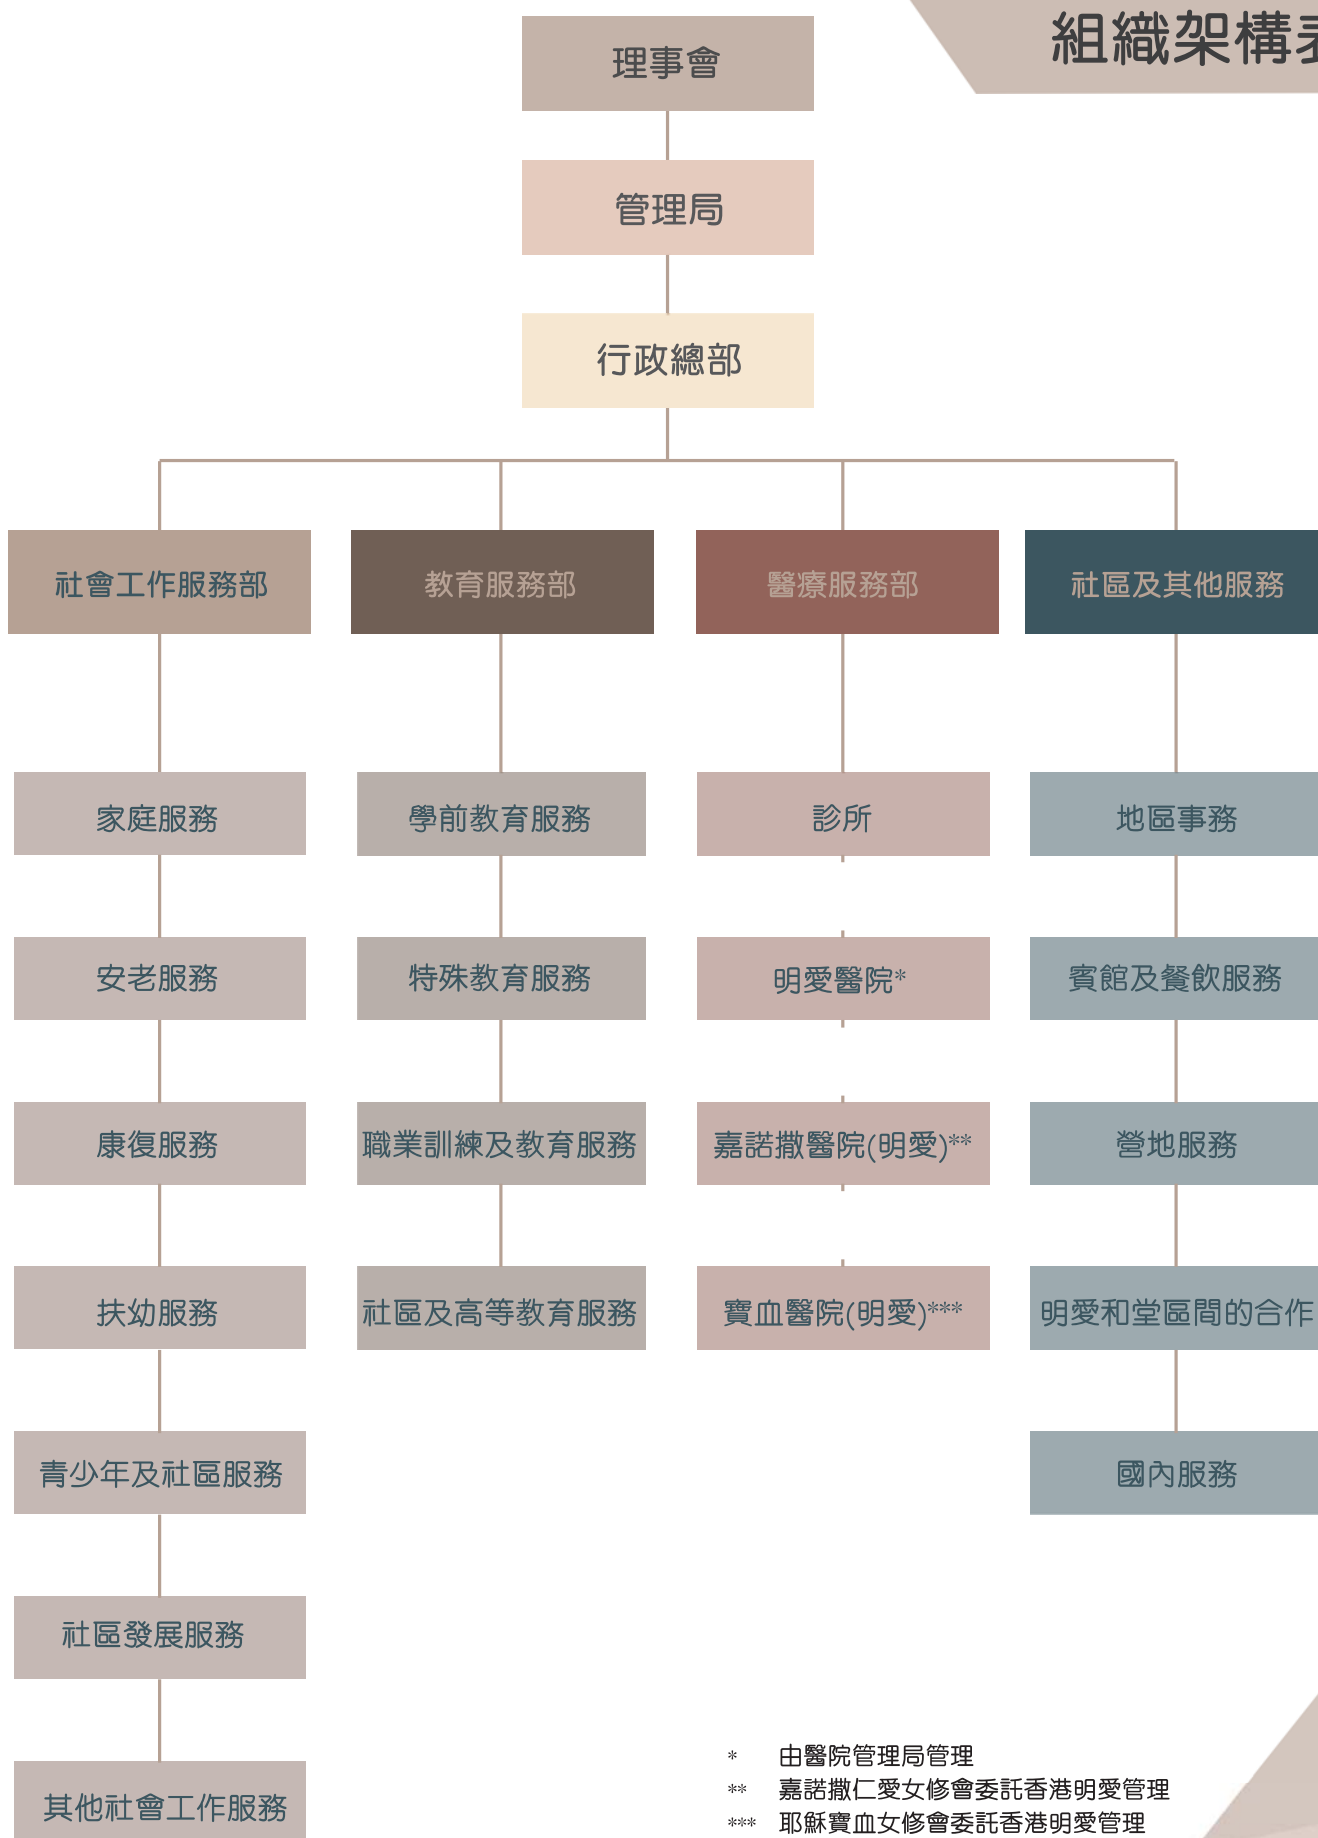 組織架構表
理事會
管理局
行政總部
社會工作服務部
教育服務部
醫療服務部
社區及其他服務
家庭服務
學前教育服務
診所
地區事務
安老服務
特殊教育服務
明愛醫院*
賓館及餐飲服務
康復服務
職業訓練及教育服務
嘉諾撒醫院(明愛)**
營地服務
扶幼服務
社區及高等教育服務
寶血醫院(明愛)***
明愛和堂區間的合作
青少年及社區服務
國內服務
社區發展服務
其他社會工作服務
* 由醫院管理局管理
** 嘉諾撒仁愛女修會委託香港明愛管理
*** 耶穌寶血女修會委託香港明愛管理